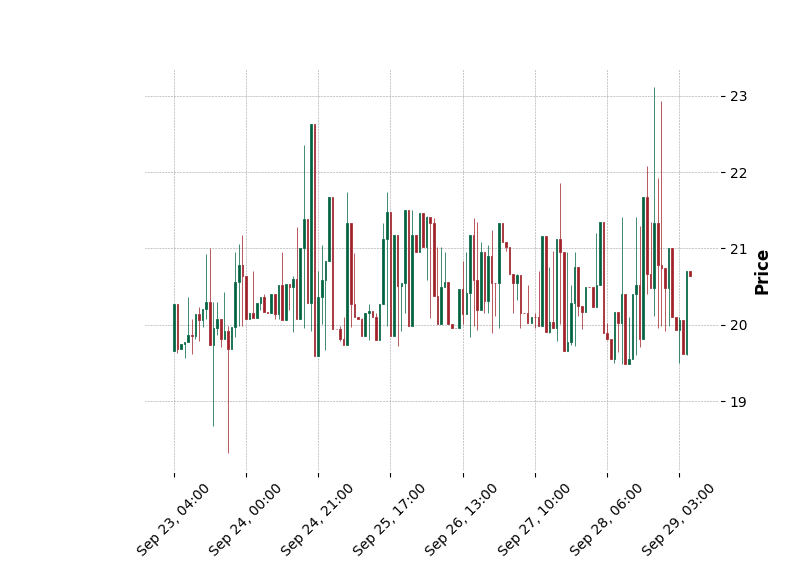 23
22
21
20
19
Price
Sep 23, 04:00
Sep 24, 00:00
Sep 24, 21:00
Sep 25, 17:00
Sep 26, 13:00
Sep 27, 10:00
Sep 28, 06:00
Sep 29, 03:00